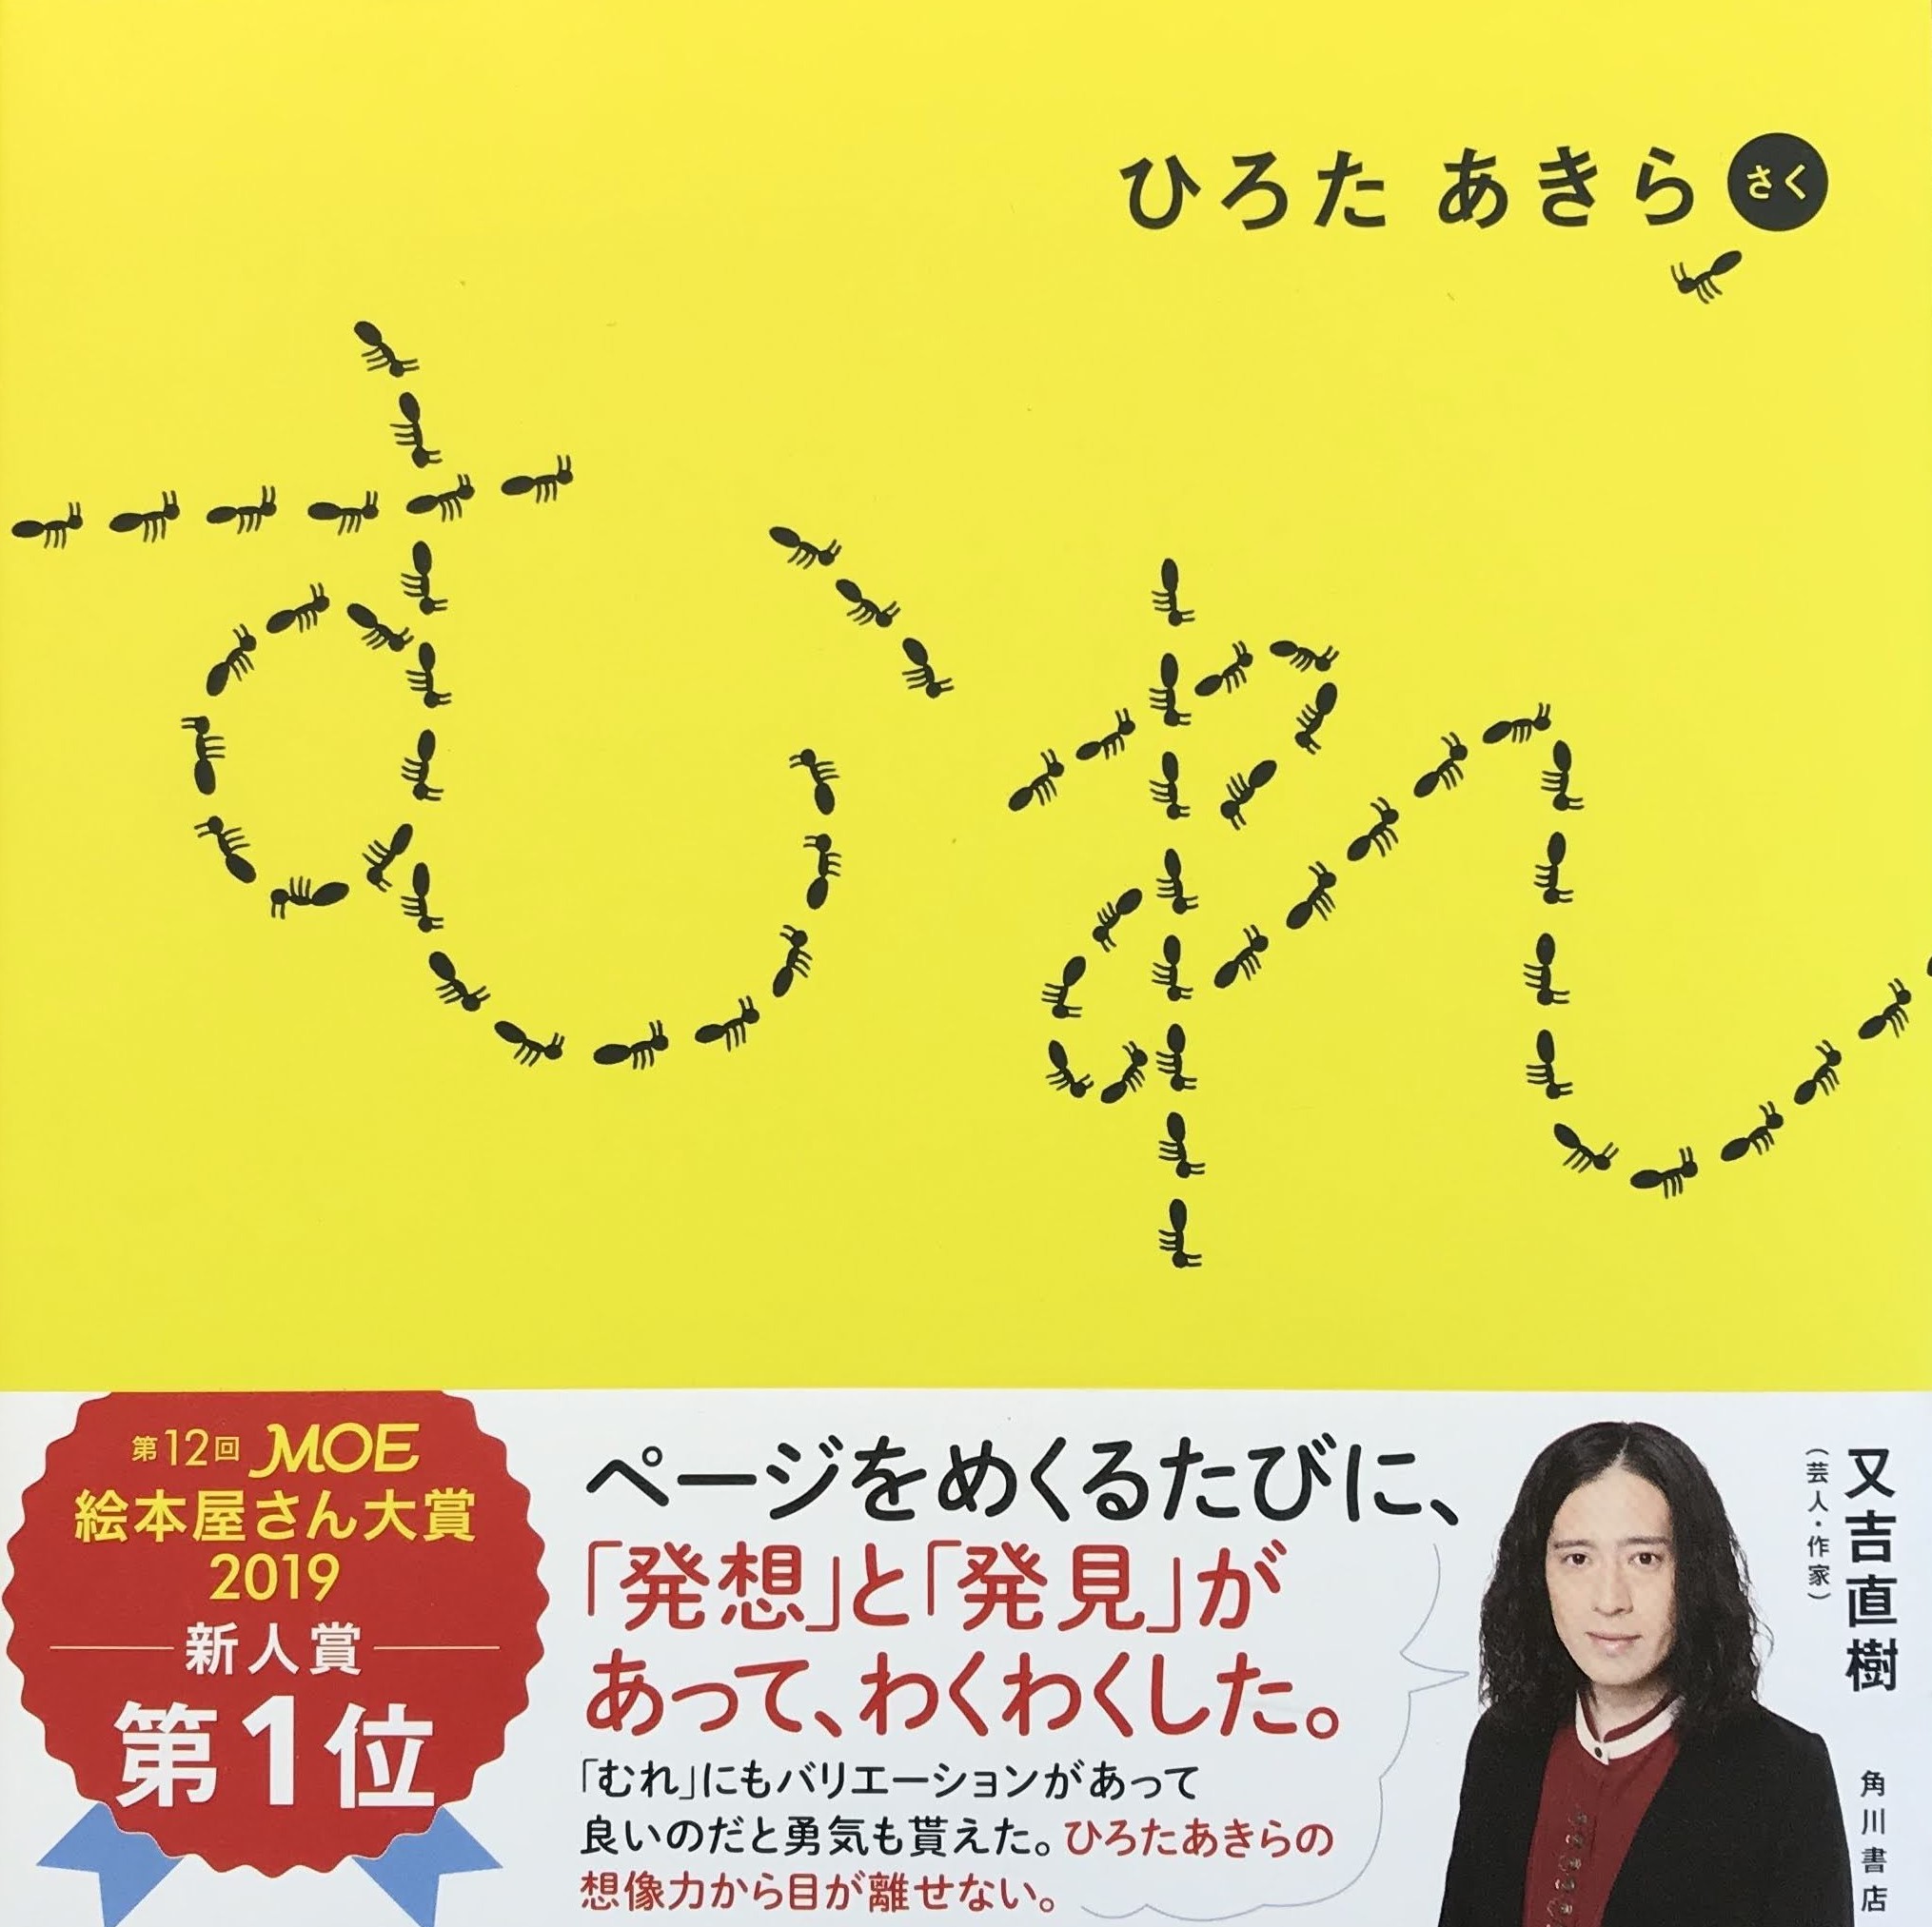 ひろた あきら さく
むれ
第12回 MOE
絵本屋さん大賞
2019
新人賞
第1位
ページをめくるたびに、
「発想」と「発見」が
あって、わくわくした。
「むれ」にもバリエーションがあって
良いのだと勇気も貰えた。ひろたあきらの
想像力から目が離せない。
又吉直樹
（芸人・作家）
角川書店